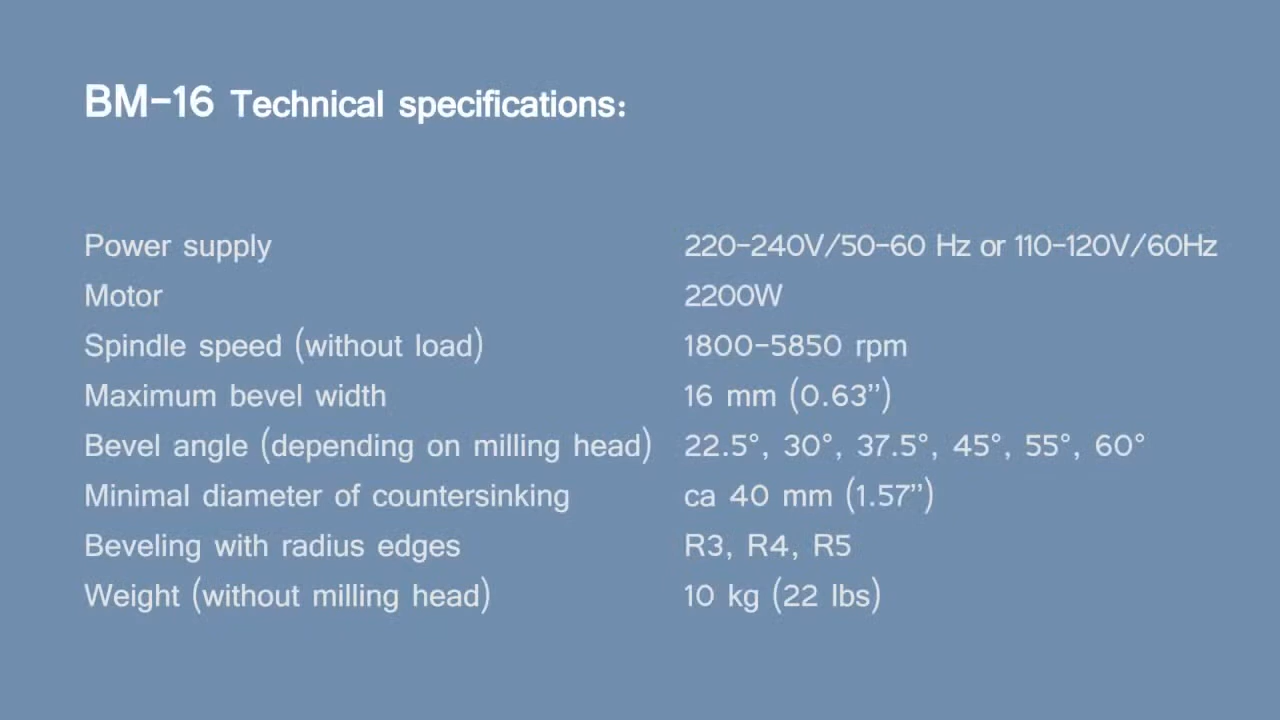 BM-16 Technical specifications:
Power supply 220-240V/50-60 Hz or 110-120V/60Hz
Motor 2200W
Spindle speed (without load) 1800-5850 rpm
Maximum bevel width 16 mm (0.63”)
Bevel angle (depending on milling head) 22.5°, 30°, 37.5°, 45°, 55°, 60°
Minimal diameter of countersinking ca 40 mm (1.57”)
Beveling with radius edges R3, R4, R5
Weight (without milling head) 10 kg (22 lbs)